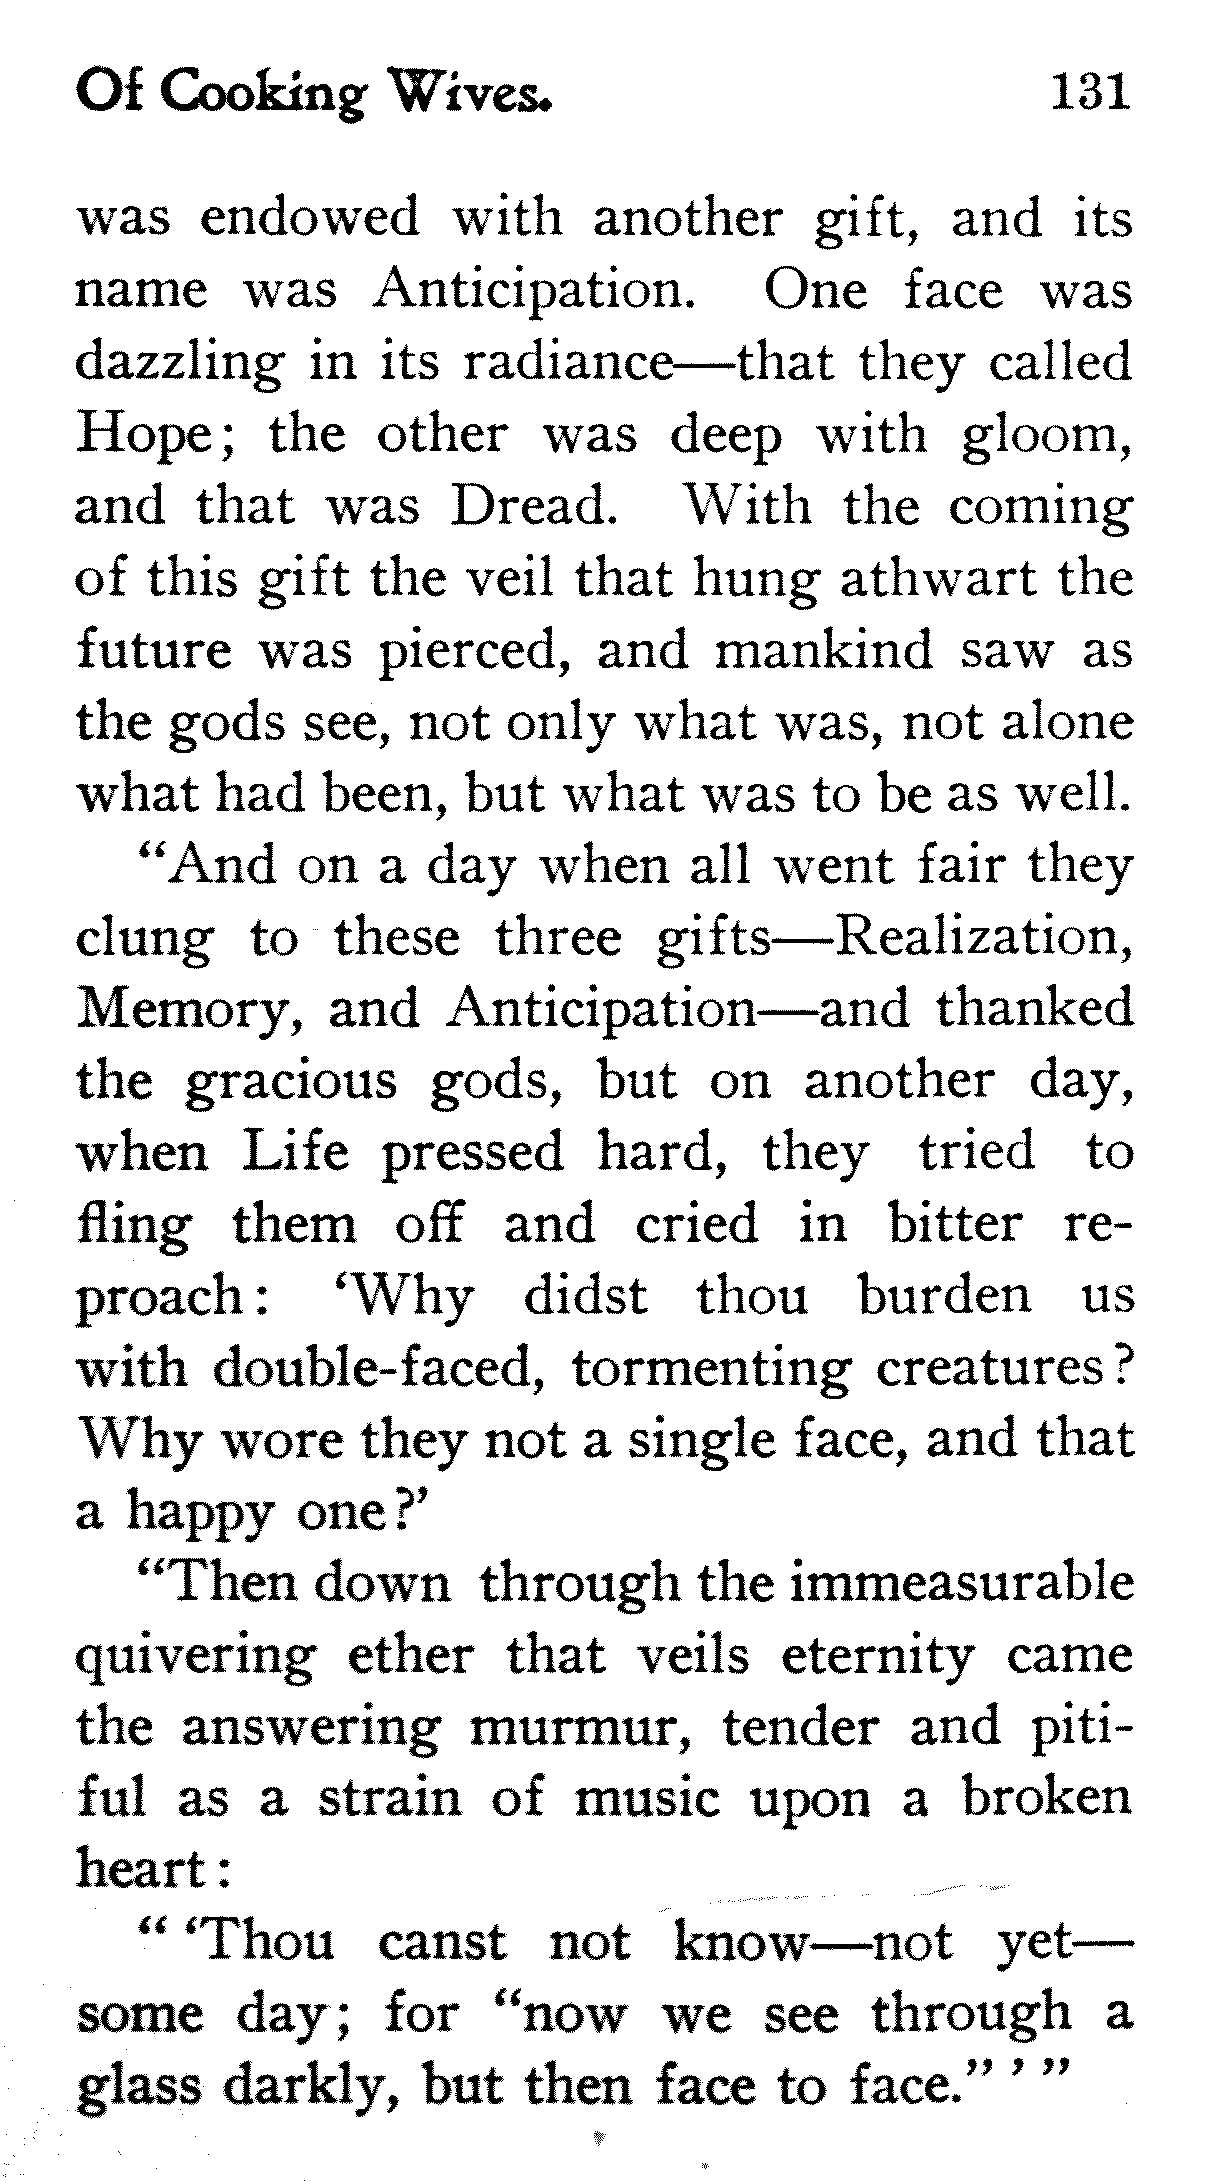 Of Cooking Wives. 131
was endowed with another gift, and its
name was Anticipation. One face was
dazzling in its radiance—that they called
Hope; the other was deep with gloom,
and that was Dread. With the coming
of this gift the veil that hung athwart the
future was pierced, and mankind saw as
the gods see, not only what was, not alone
what had been, but what was to be as well.
“And on a day when all went fair they
clung to these three gifts—Realization,
Memory, and Anticipation—and thanked
the gracious gods, but on another day,
when Life pressed hard, they tried to
fling them off and cried in bitter re-
proach: ‘Why didst thou burden us
with double-faced, tormenting creatures?
Why wore they not a single face, and that
a happy one?’
“Then down through the immeasurable
quivering ether that veils eternity came
the answering murmur, tender and piti-
ful as a strain of music upon a broken
heart:
“ ‘Thou canst not know—not yet—
some day; for “now we see through a
glass darkly, but then face to face.” ’ ”